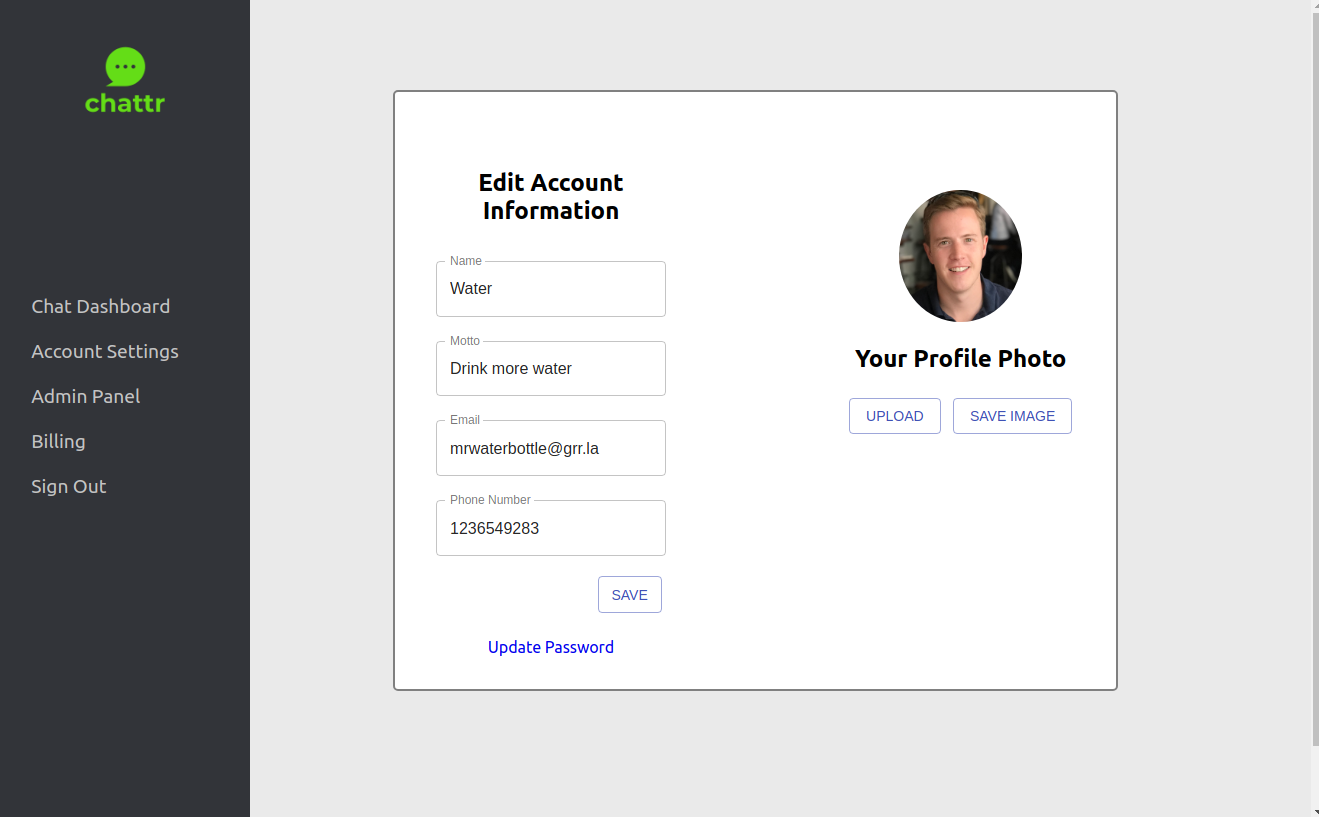 chattr
Chat Dashboard
Account Settings
Admin Panel
Billing
Sign Out
Edit Account
Information
Name
Water
Motto
Drink more water
Email
mrwaterbottle@grr.la
Phone Number
1236549283
SAVE
Update Password
Your Profile Photo
UPLOAD
SAVE IMAGE